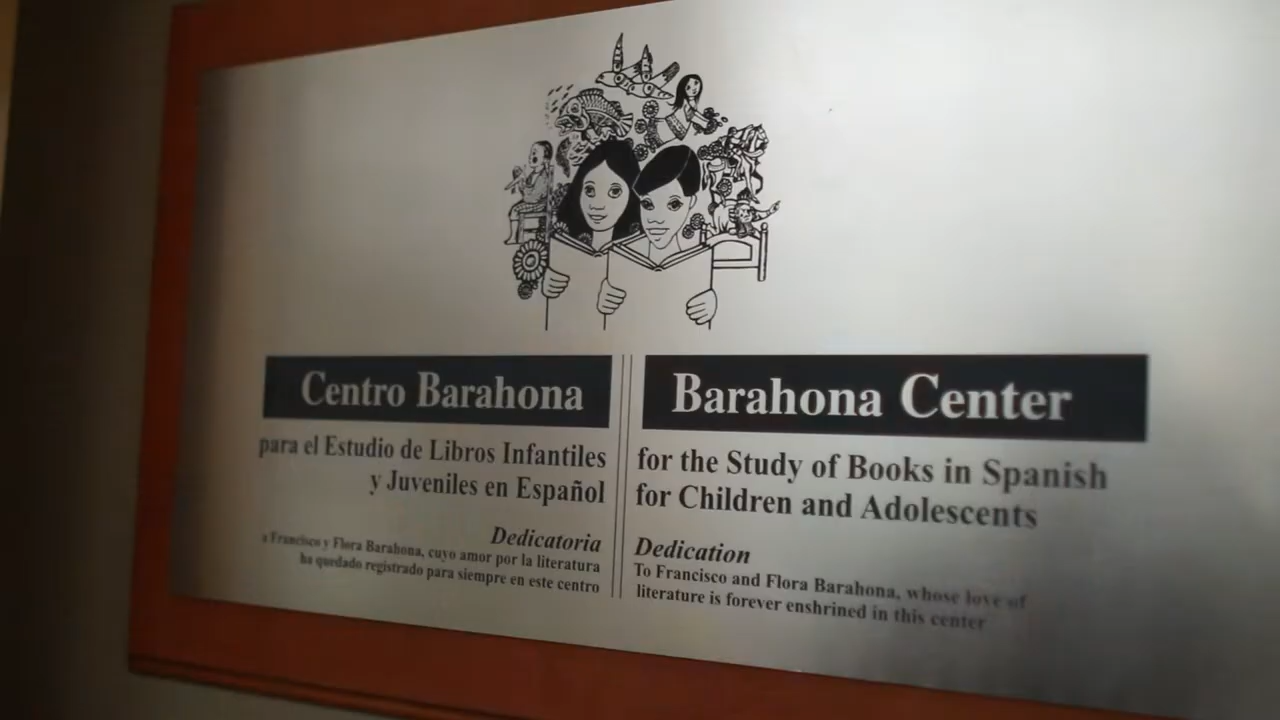 Centro Barahona
para el Estudio de Libros Infantiles
y Juveniles en Español
Dedicatoria
a Francisco y Flora Barahona, cuyo amor por la literatura
ha quedado registrado para siempre en este centro
Barahona Center
for the Study of Books in Spanish
for Children and Adolescents
Dedication
To Francisco and Flora Barahona, whose love of
literature is forever enshrined in this center